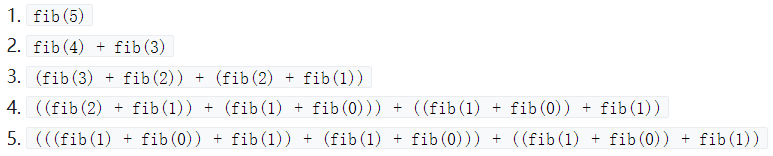 1. fib(5)
2. fib(4) + fib(3)
3. (fib(3) + fib(2)) + (fib(2) + fib(1))
4. ((fib(2) + fib(1)) + (fib(1) + fib(0))) + ((fib(1) + fib(0)) + fib(1))
5. (((fib(1) + fib(0)) + fib(1)) + (fib(1) + fib(0))) + ((fib(1) + fib(0)) + fib(1))